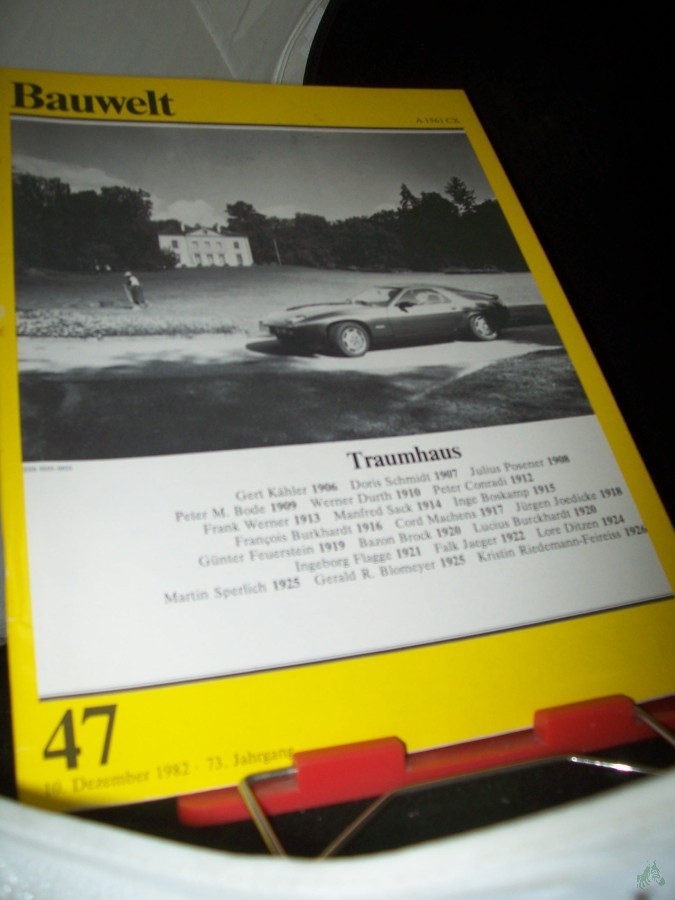 Bauwelt
A 1561 CX
Traumhaus
Gert Kähler 1906 Doris Schmidt 1907 Julius Posener 1908
Peter M. Bode 1909 Werner Durth 1910 Peter Conradi 1912
Frank Werner 1913 Manfred Sack 1914 Inge Boskamp 1915
François Burkhardt 1916 Cord Machens 1917 Jürgen Joedicke 1918
Günter Feuerstein 1919 Bazon Brock 1920 Lucius Burckhardt 1920
Ingeborg Flagge 1921 Falk Jaeger 1922 Lore Ditzen 1924
Martin Sperlich 1925 Gerald R. Blomeyer 1925 Kristin Riedemann-Feireiss 1926
47
10. Dezember 1982 · 73. Jahrgang